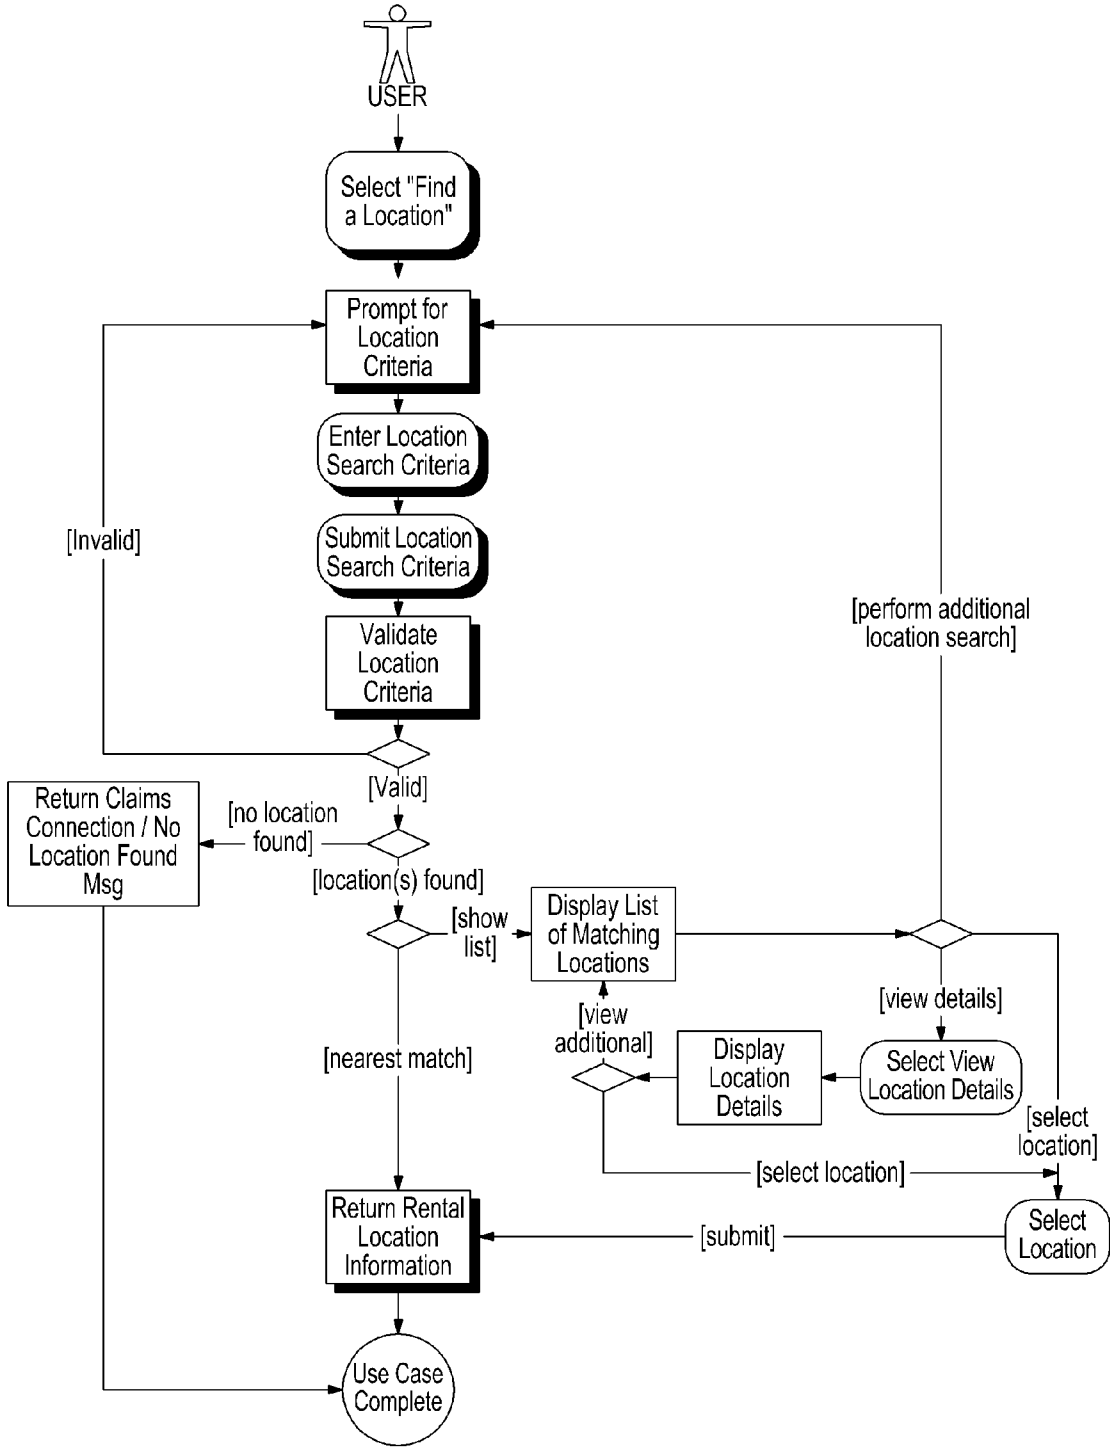 USER
Select "Find
a Location"
Prompt for
Location
Criteria
Enter Location
Search Criteria
[Invalid]
Submit Location
Search Criteria
[perform additional
location search]
Validate
Location
Criteria
[Valid]
Return Claims
Connection / No
Location Found
Msg
[no location
found]
[location(s) found]
[show
list]
Display List
of Matching
Locations
[view details]
[view
additional]
[nearest match]
Display
Location
Details
Select View
Location Details
[select
location]
[select location]
Return Rental
Location
Information
[submit]
Select
Location
Use Case
Complete